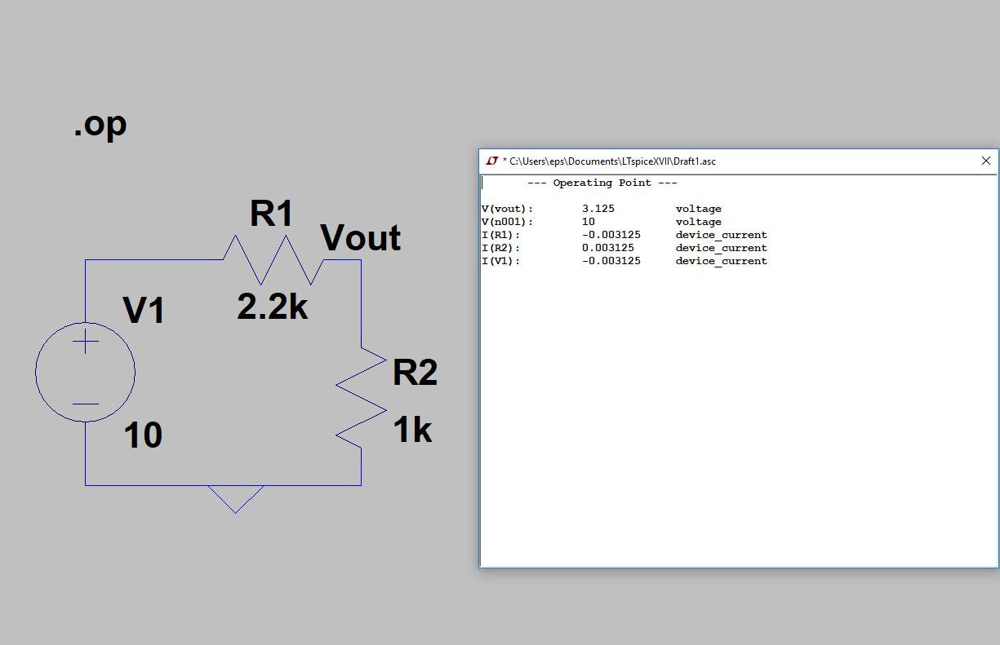 .op
R1
Vout
2.2k
V1
10
R2
1k
* C:\Users\eps\Documents\LTspiceXVII\Draft1.asc
--- Operating Point ---
V(vout): 3.125 voltage
V(n001): 10 voltage
I(R1): -0.003125 device_current
I(R2): 0.003125 device_current
I(V1): -0.003125 device_current